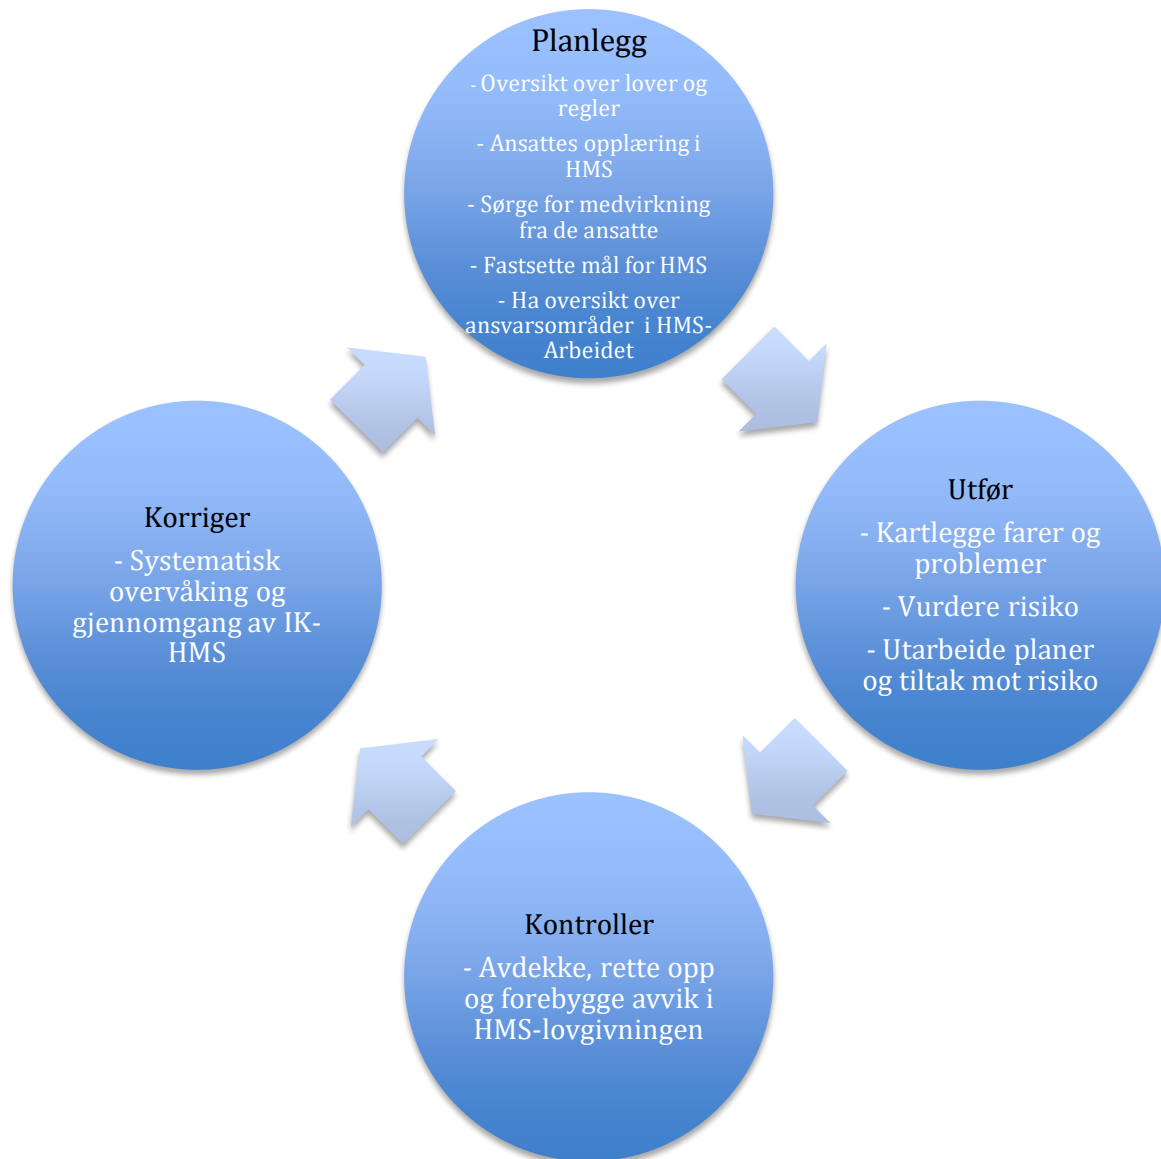 Planlegg
- Oversikt over lover og
regler
- Ansattes opplæring i
HMS
- Sørge for medvirkning
fra de ansatte
- Fastsette mål for HMS
- Ha oversikt over
ansvarsområder i HMS-
Arbeidet
Utfør
- Kartlegge farer og
problemer
- Vurdere risiko
- Utarbeide planer
og tiltak mot risiko
Kontroller
- Avdekke, rette opp
og forebygge avvik i
HMS-lovgivningen
Korriger
- Systematisk
overvåking og
gjennomgang av IK-
HMS